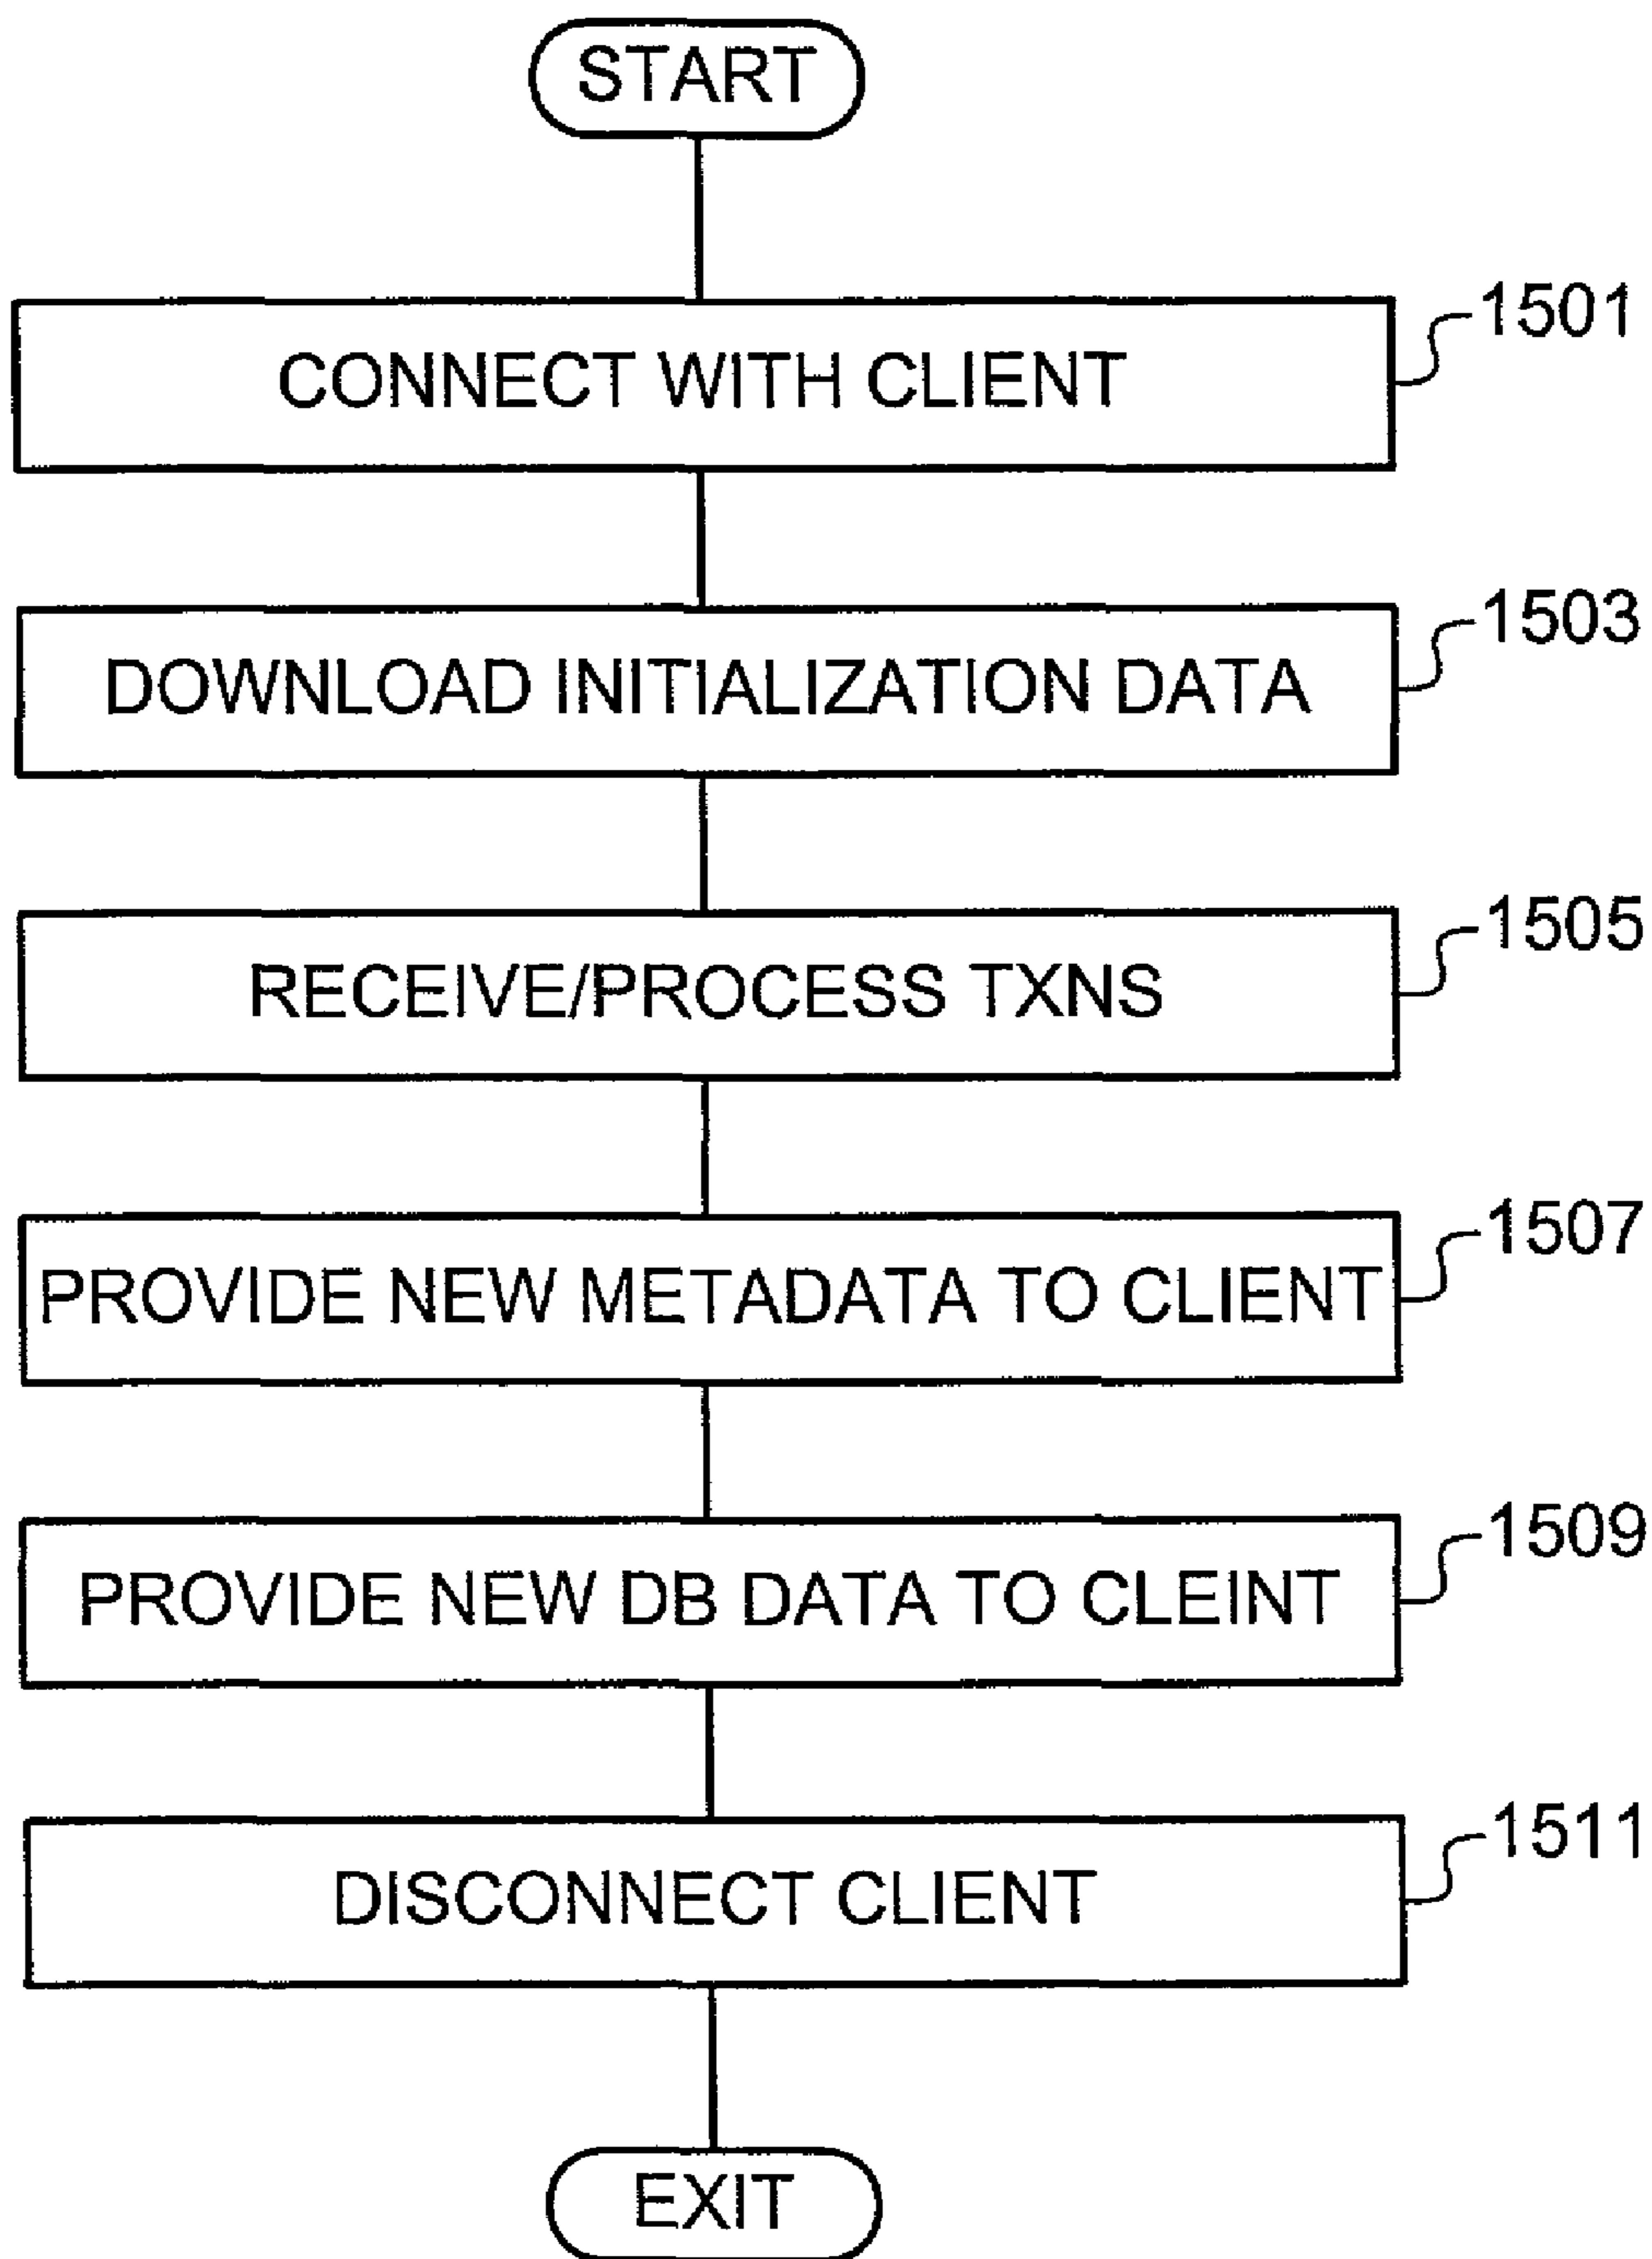 START
1501
CONNECT WITH CLIENT
1503
DOWNLOAD INITIALIZATION DATA
1505
RECEIVE/PROCESS TXNS
1507
PROVIDE NEW METADATA TO CLIENT
1509
PROVIDE NEW DB DATA TO CLEINT
1511
DISCONNECT CLIENT
EXIT